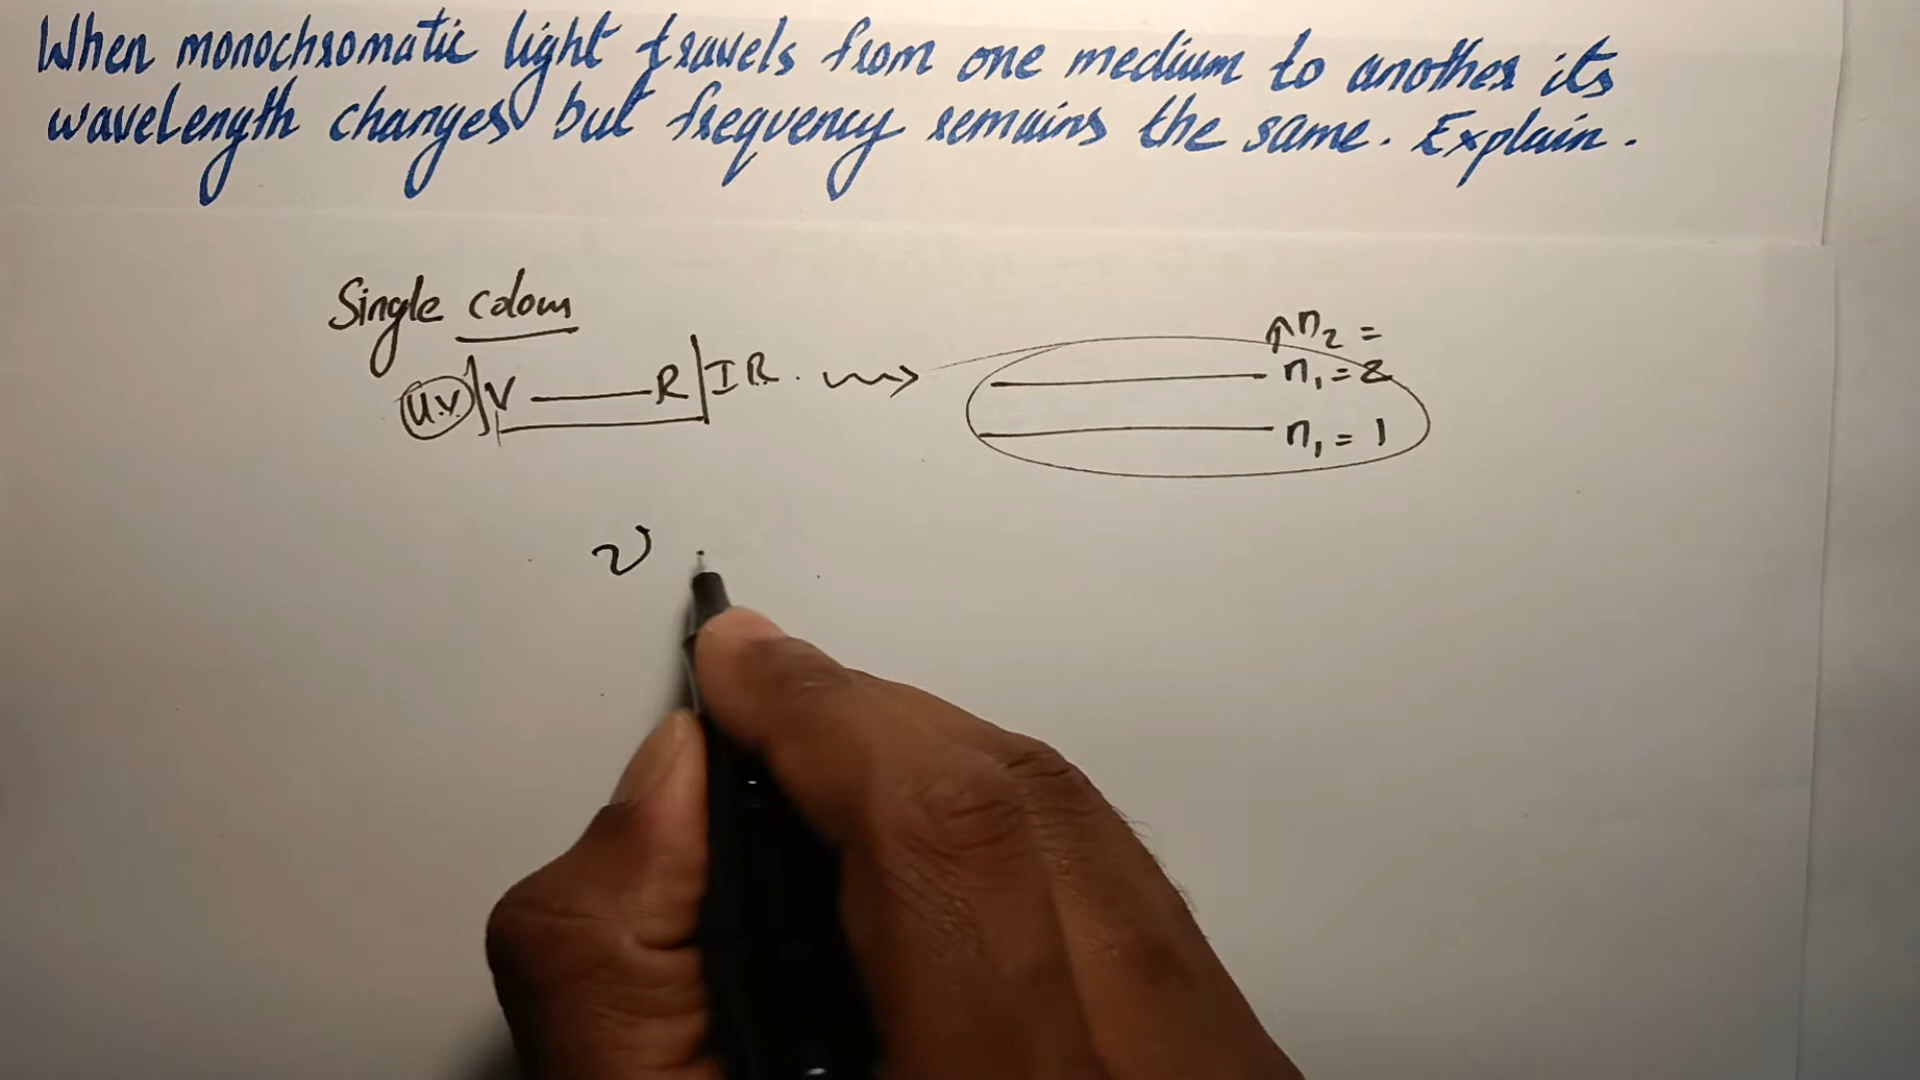 When monochromatic light travels from one medium to another its
wavelength changes but frequency remains the same. Explain.
Single colour
U.V V R IR.
n₂ =
n₁ = 2
n₁ = 1
ν